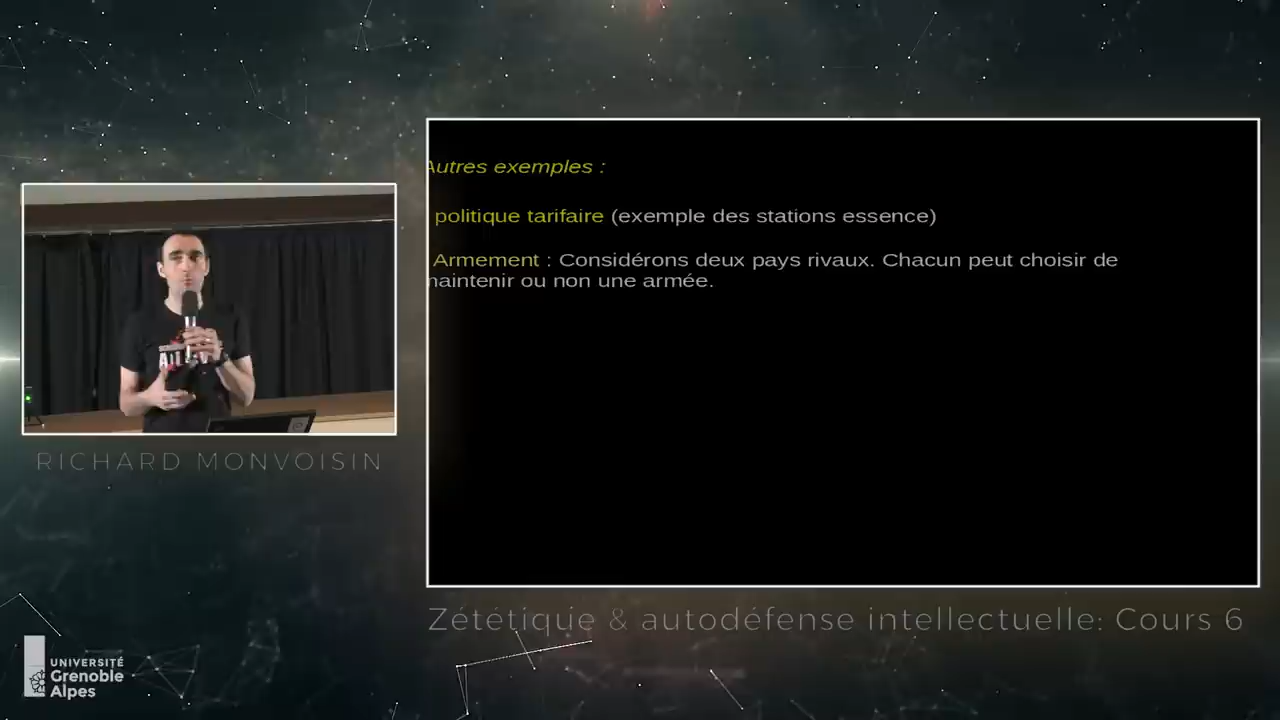 Autres exemples :
politique tarifaire (exemple des stations essence)
Armement : Considérons deux pays rivaux. Chacun peut choisir de
maintenir ou non une armée.
RICHARD MONVOISIN
Zététique & autodéfense intellectuelle: Cours 6
UNIVERSITÉ
Grenoble
Alpes